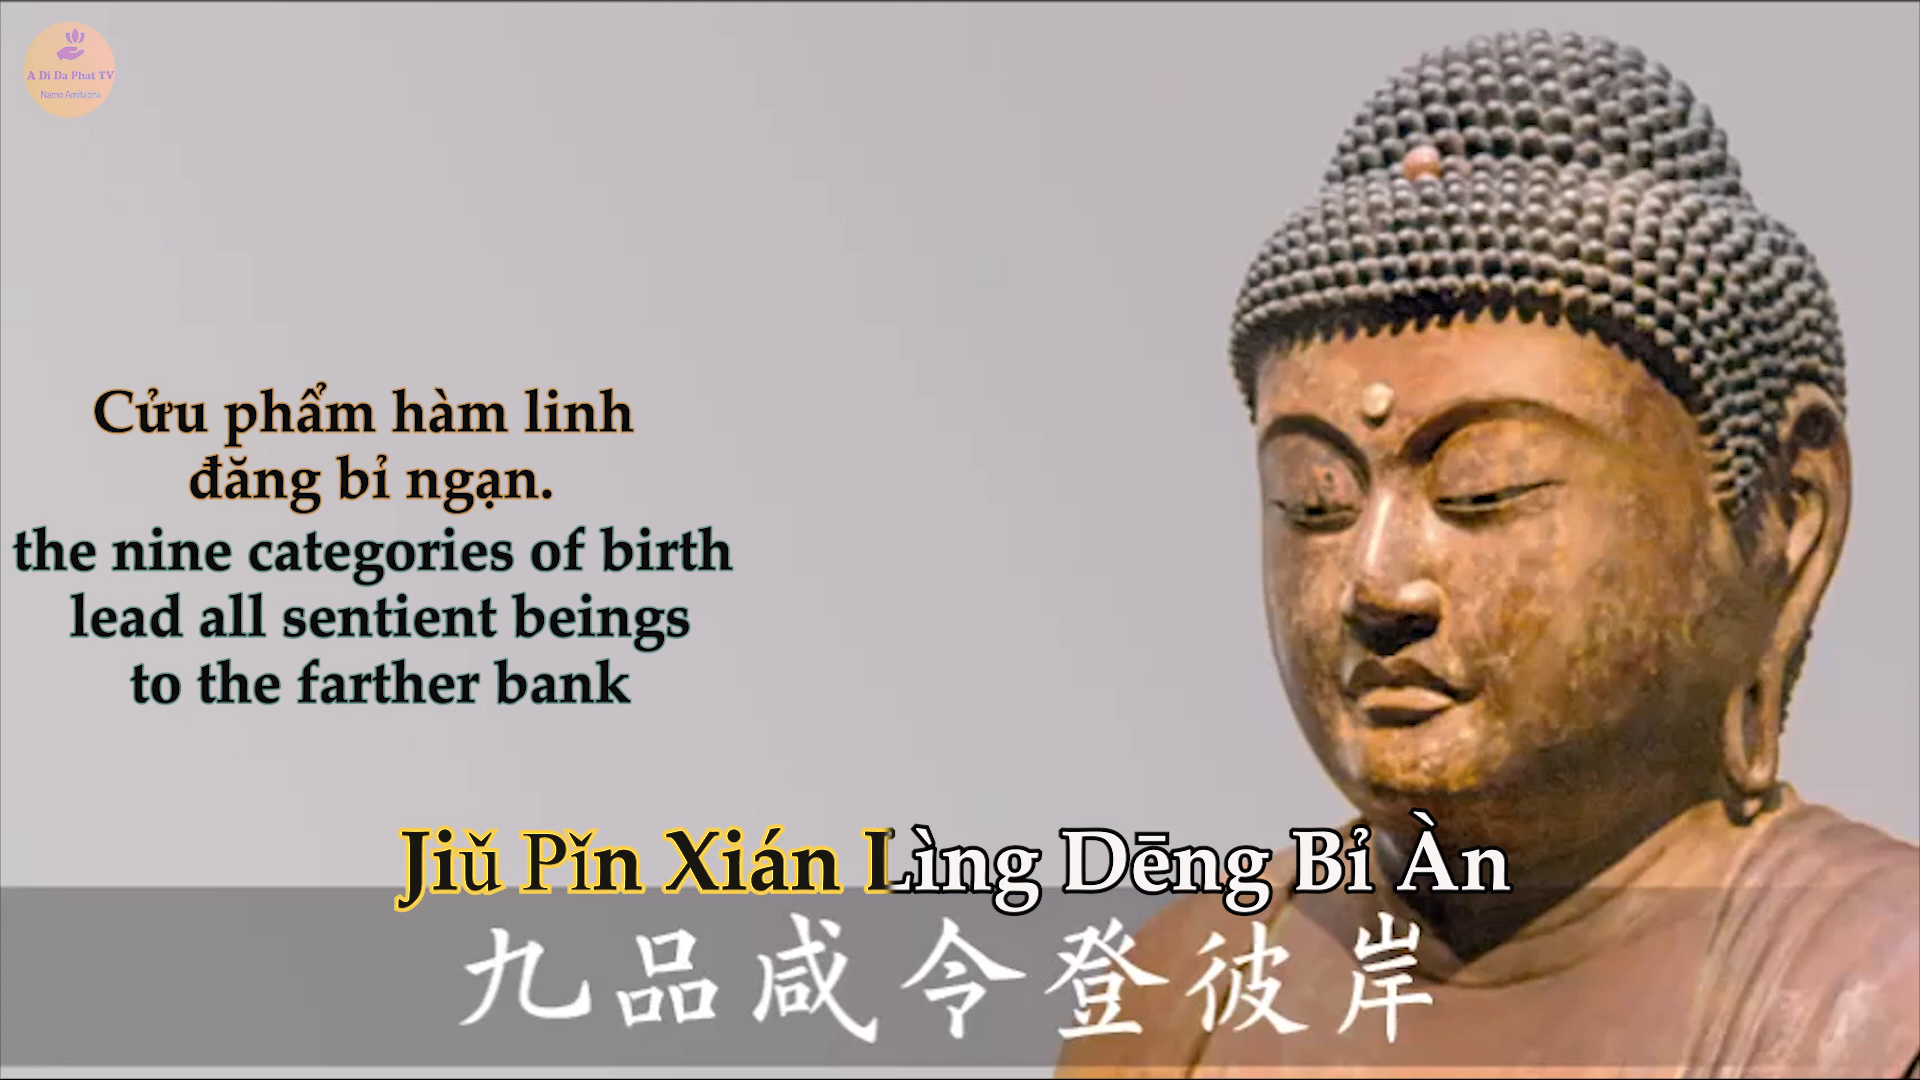 A Di Da Phat TV
Namo Amitabha
Cửu phẩm hàm linh
đăng bỉ ngạn.
the nine categories of birth
lead all sentient beings
to the farther bank
Jiǔ Pǐn Xián Lìng Dēng Bỉ Àn
九品咸令登彼岸